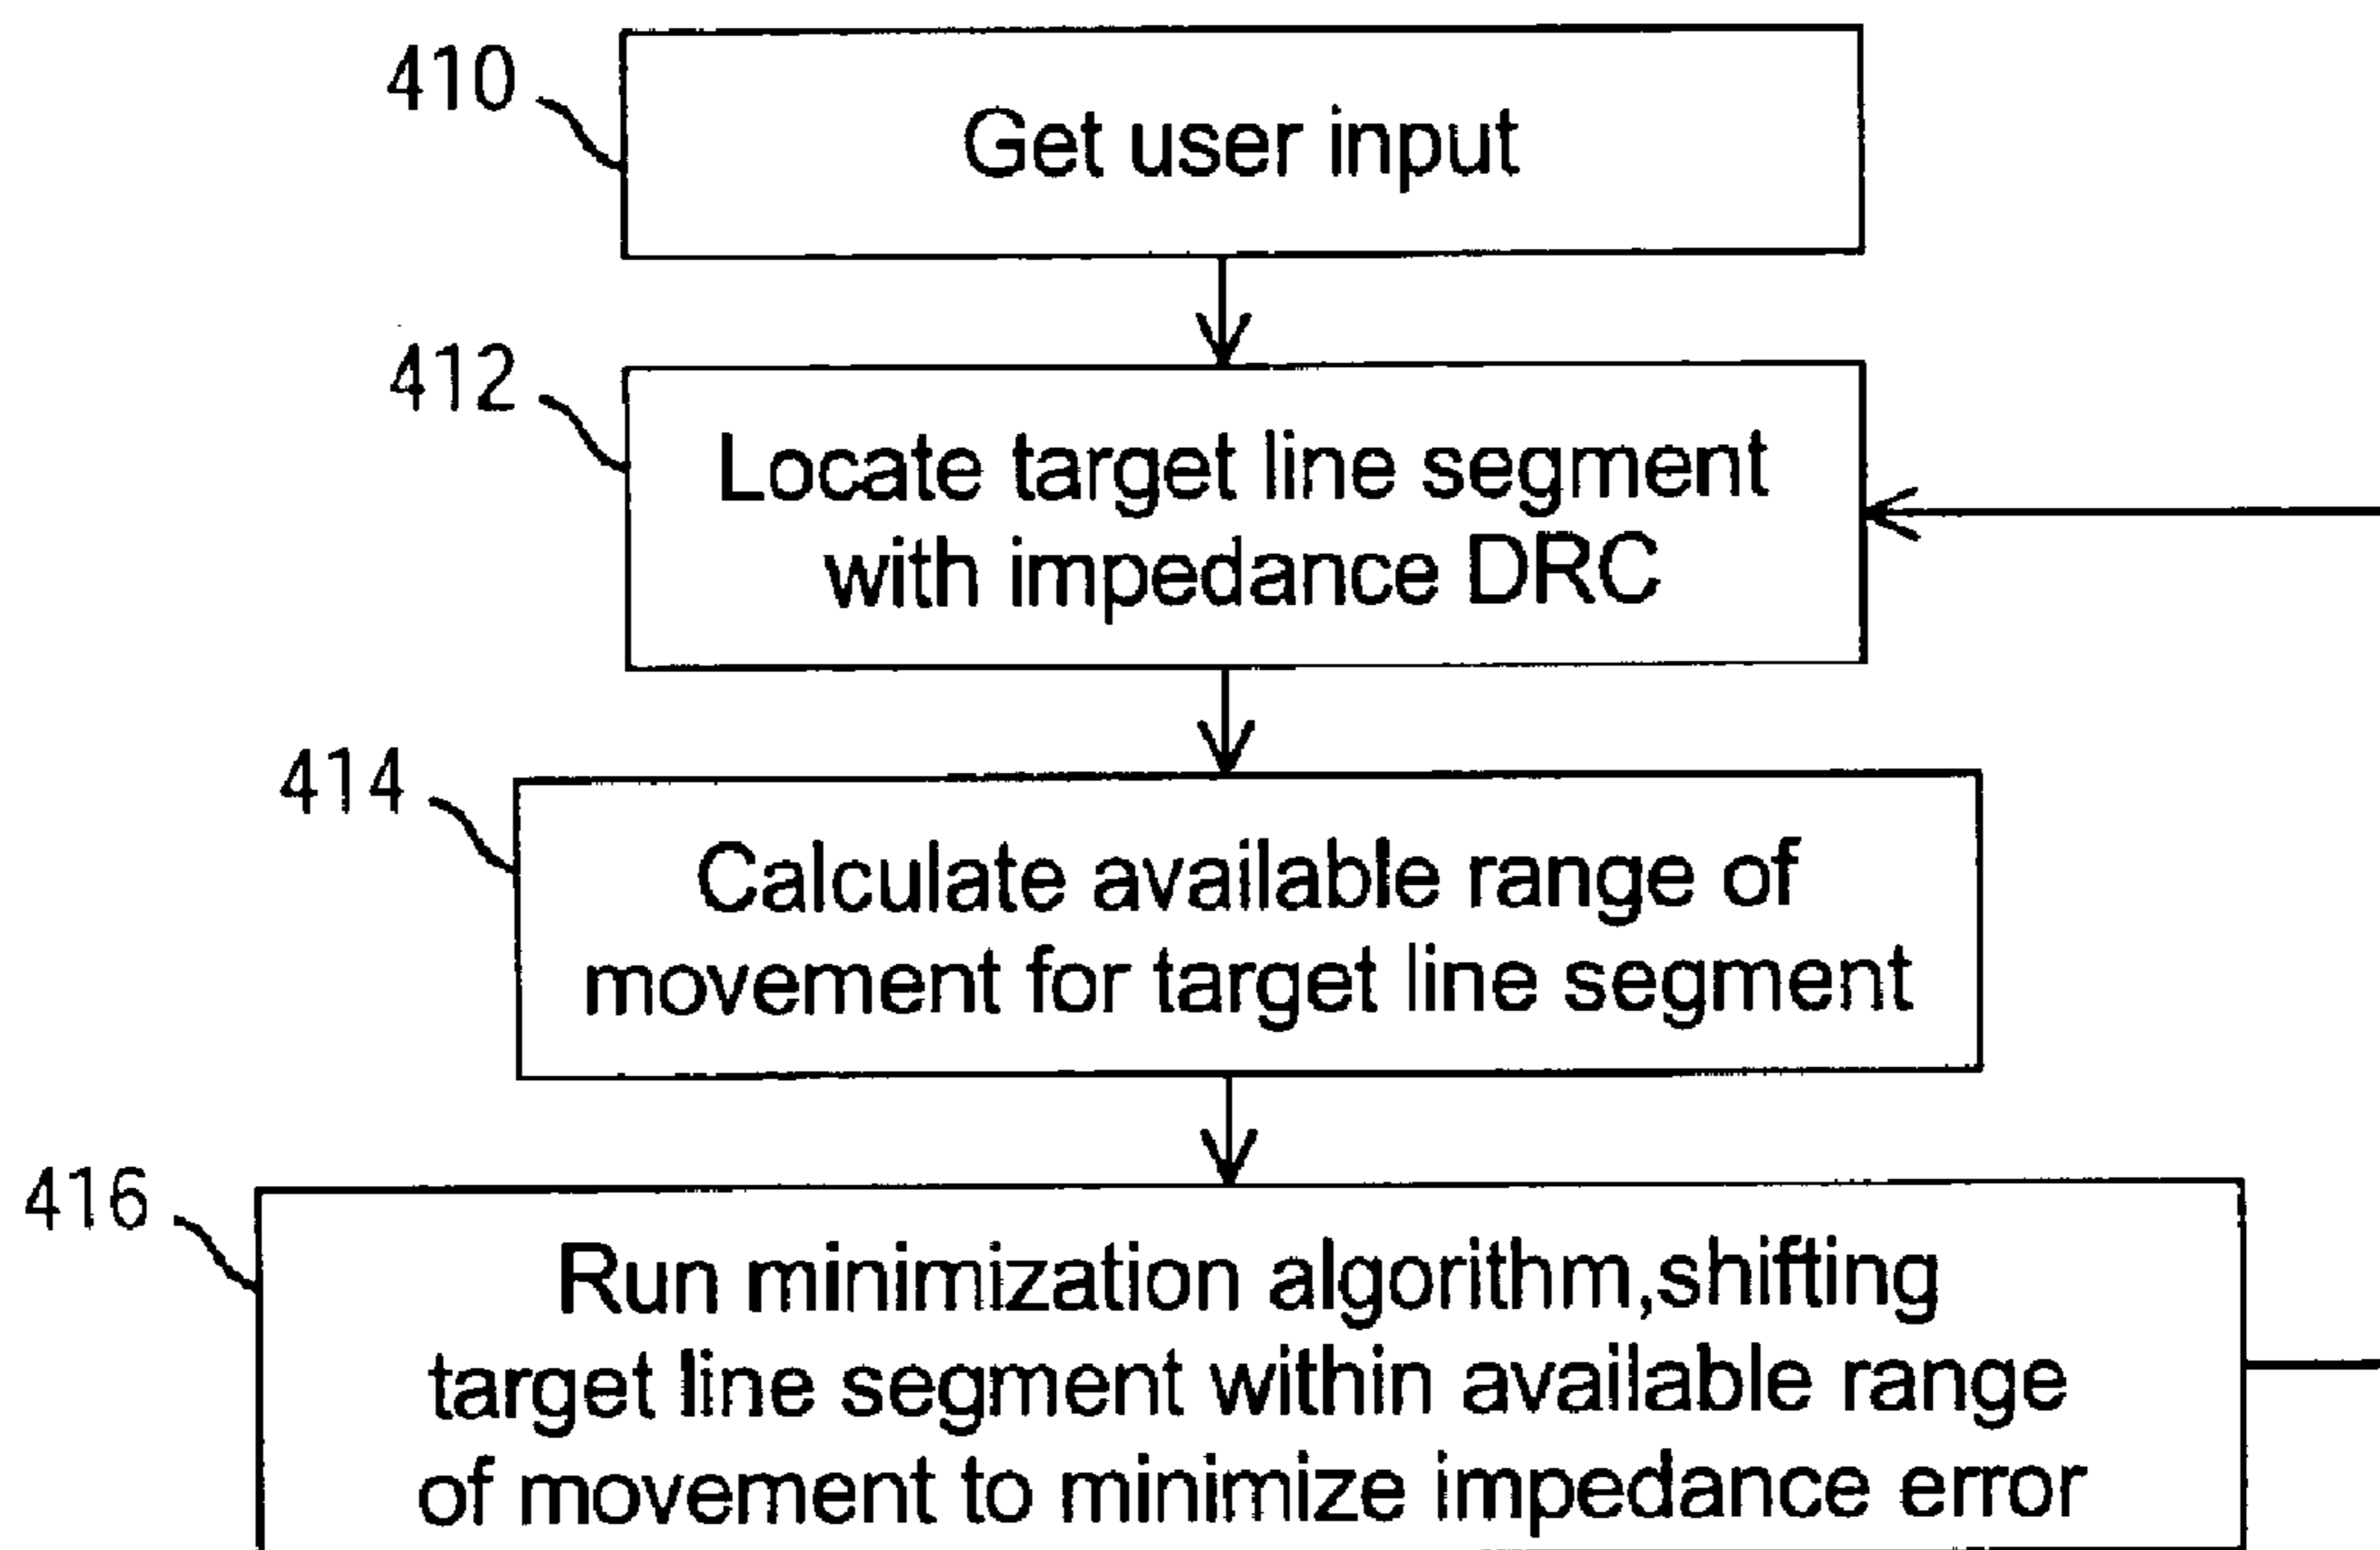 410
Get user input
412
Locate target line segment
with impedance DRC
414
Calculate available range of
movement for target line segment
416
Run minimization algorithm,shifting
target line segment within available range
of movement to minimize impedance error